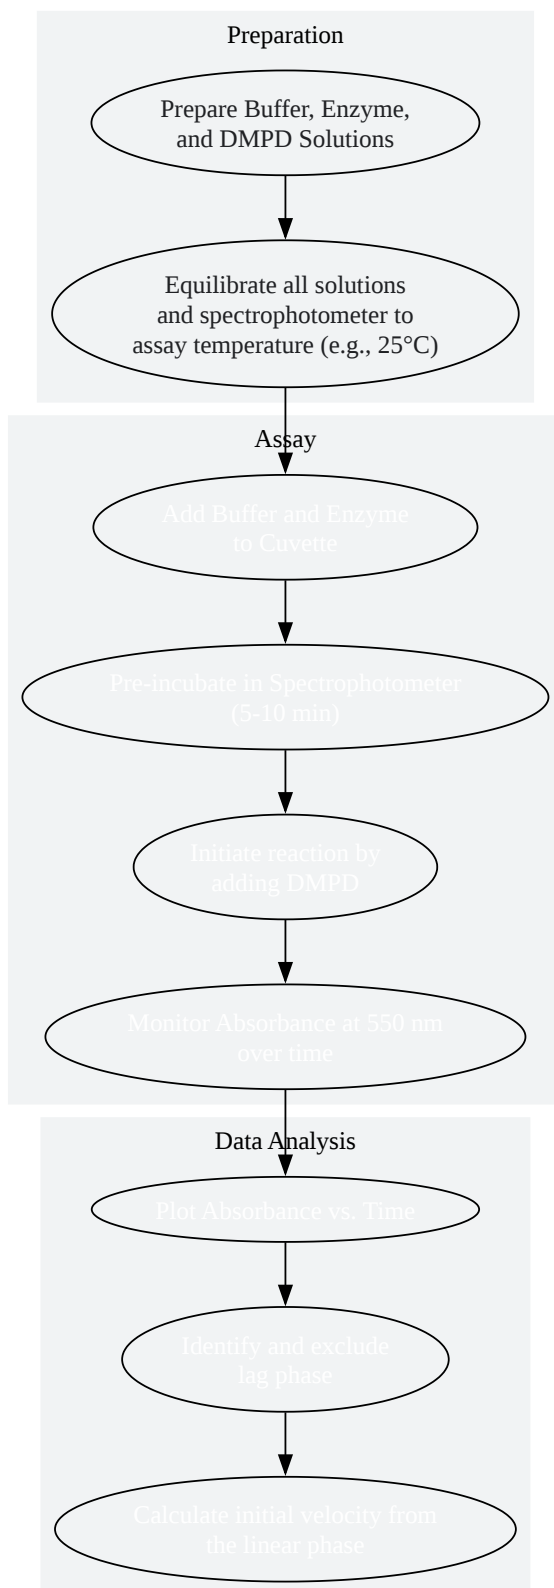 Preparation
Prepare Buffer, Enzyme,
and DMPD Solutions
Equilibrate all solutions
and spectrophotometer to
assay temperature (e.g., 25°C)
Assay
Add Buffer and Enzyme
to Cuvette
Pre-incubate in Spectrophotometer
(5-10 min)
Initiate reaction by
adding DMPD
Monitor Absorbance at 550 nm
over time
Data Analysis
Plot Absorbance vs. Time
Identify and exclude
lag phase
Calculate initial velocity from
the linear phase